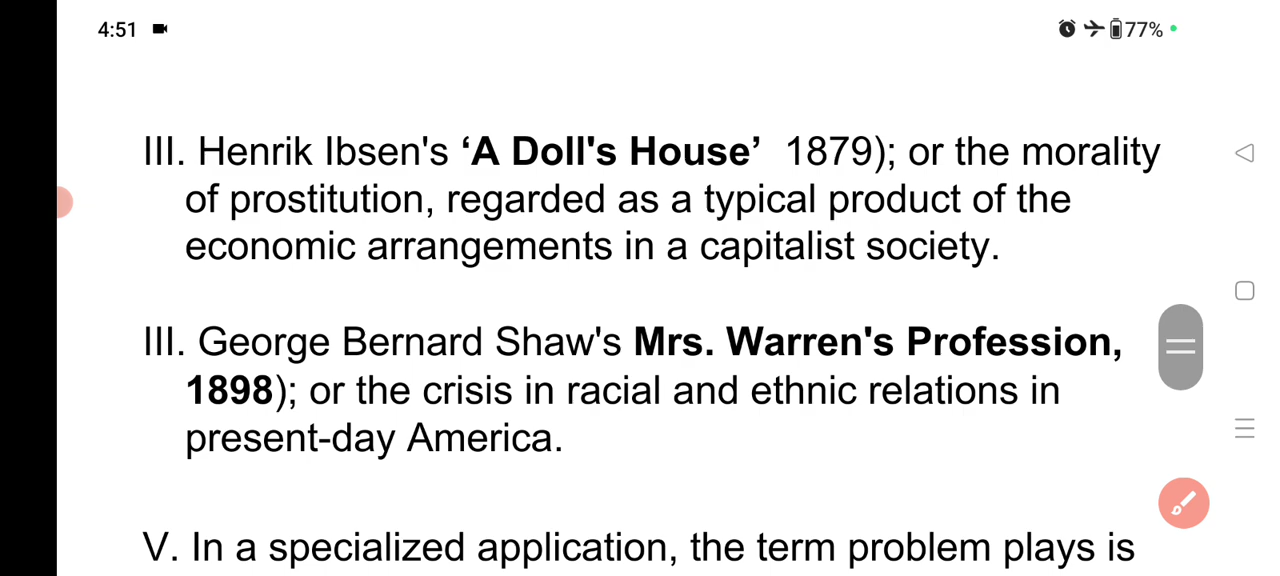 4:51
77%
III. Henrik Ibsen's ‘A Doll's House’ 1879); or the morality
of prostitution, regarded as a typical product of the
economic arrangements in a capitalist society.
III. George Bernard Shaw's Mrs. Warren's Profession,
1898); or the crisis in racial and ethnic relations in
present-day America.
V. In a specialized application, the term problem plays is